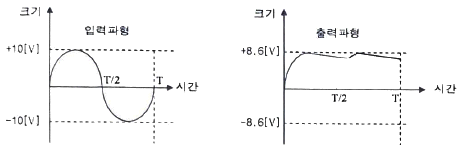 크기
입력파형
+10[V]
T/2
T
시간
-10[V]
크기
출력파형
+8.6[V]
T/2
T
시간
-8.6[V]